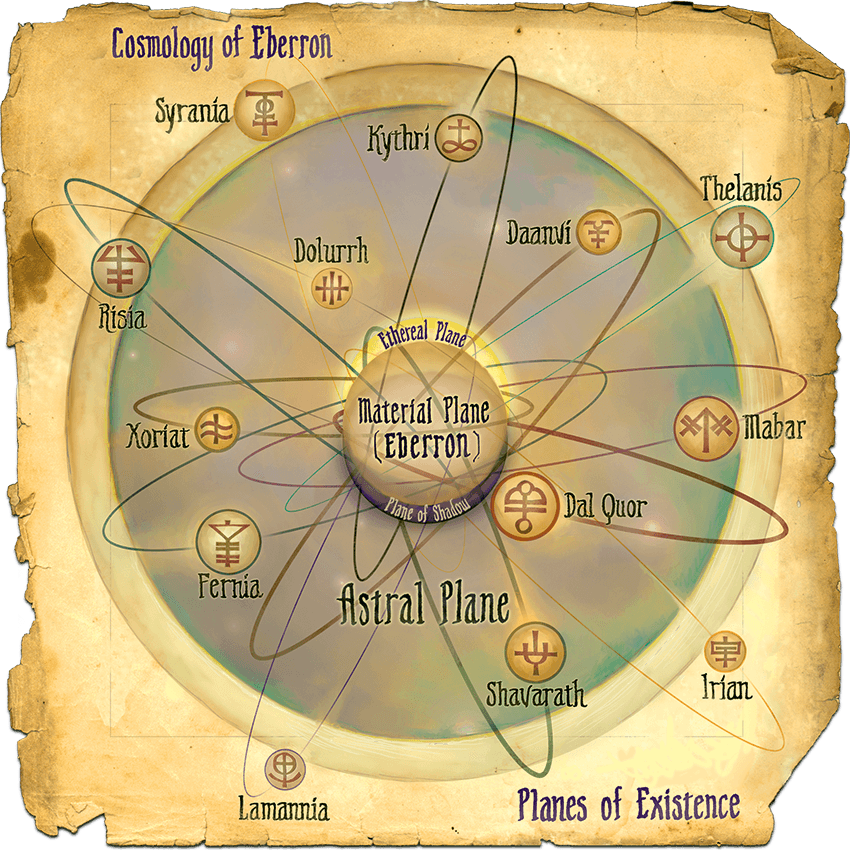 Cosmology of Eberron
Syrania
Kythri
Thelanis
Daanvi
Dolurrh
Risia
Ethereal Plane
Material Plane
(Eberron)
Xoriat
Mabar
Plane of Shadow
Dal Quor
Fernia
Astral Plane
Shavarath
Irian
Lamannia
Planes of Existence